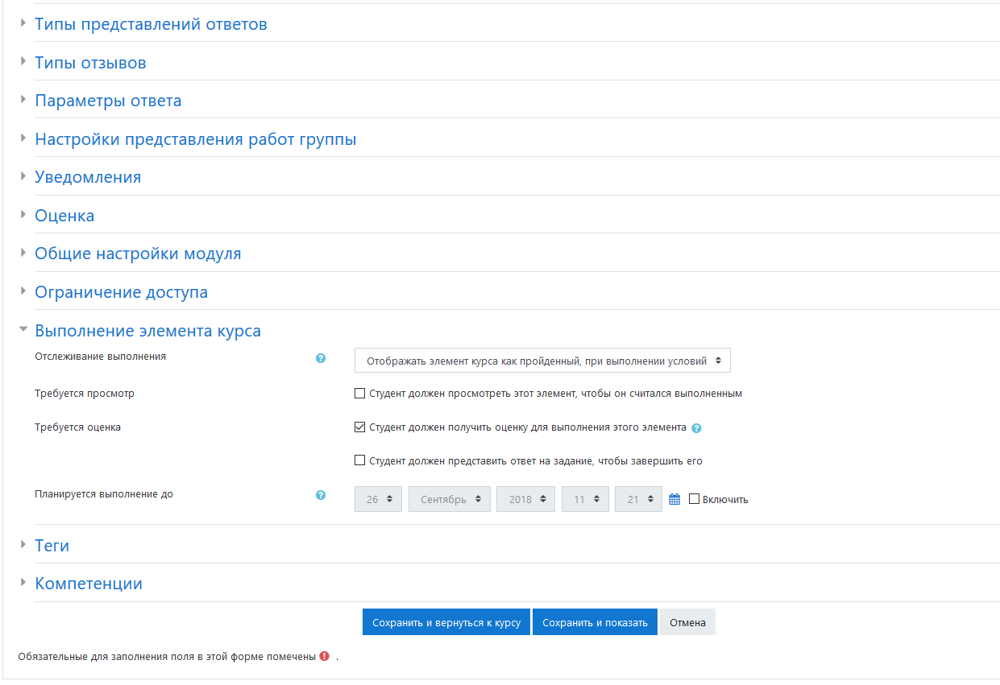 Типы представлений ответов
Типы отзывов
Параметры ответа
Настройки представления работ группы
Уведомления
Оценка
Общие настройки модуля
Ограничение доступа
Выполнение элемента курса
Отслеживание выполнения ? Отображать элемент курса как пройденный, при выполнении условий
Требуется просмотр Студент должен просмотреть этот элемент, чтобы он считался выполненным
Требуется оценка Студент должен получить оценку для выполнения этого элемента ?
Студент должен представить ответ на задание, чтобы завершить его
Планируется выполнение до ? 26 Сентябрь 2018 11 21 Включить
Теги
Компетенции
Сохранить и вернуться к курсу Сохранить и показать Отмена
Обязательные для заполнения поля в этой форме помечены ! .